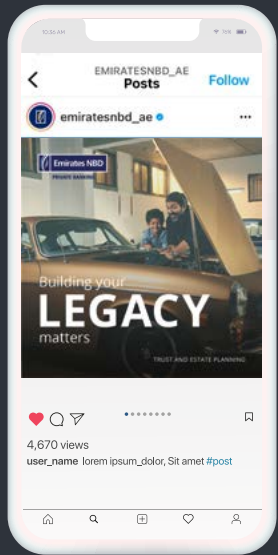 10:36 AM
76%
EMIRATESNBD_AE
Posts
Follow
emiratesnbd_ae
Emirates NBD
PRIVATE BANKING
Building your
LEGACY
matters
TRUST AND ESTATE PLANNING
4,670 views
user_name lorem ipsum_dolor, Sit amet #post